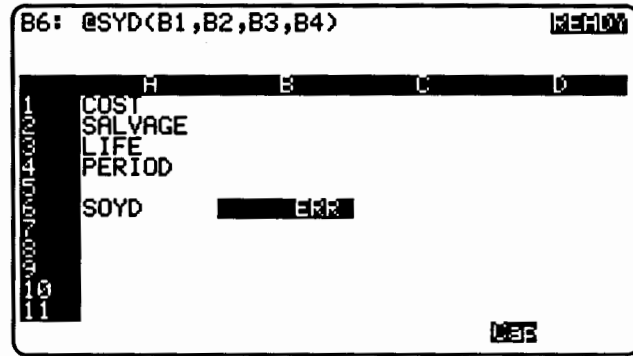 B6: @SYD(B1,B2,B3,B4) READY
A B C D
1 COST
2 SALVAGE
3 LIFE
4 PERIOD
5
6 SOYD ERR
7
8
9
10
11
Cap